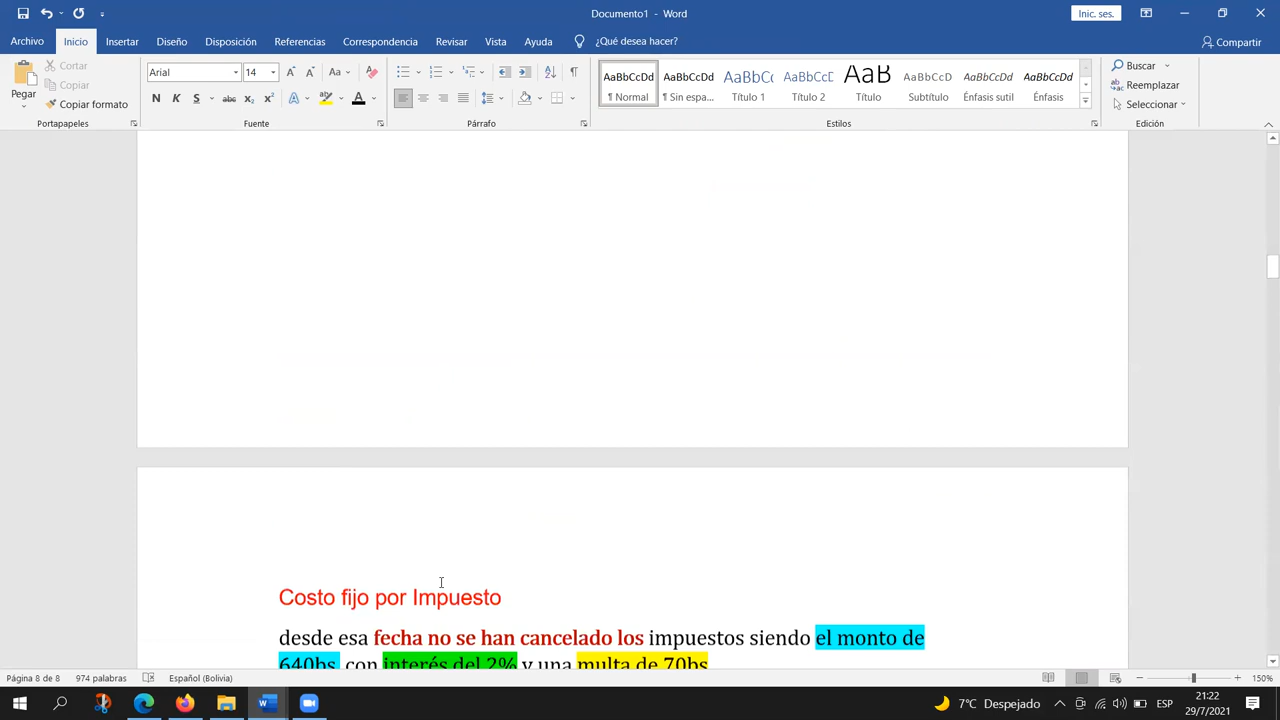 Documento1 - Word
Inic. ses.
Archivo Inicio Insertar Diseño Disposición Referencias Correspondencia Revisar Vista Ayuda ¿Qué desea hacer? Compartir
Cortar
Copiar
Copiar formato
Pegar
Portapapeles
Arial 14 A A Aa
N K S abc x₂ x² A A
Fuente
Párrafo
AaBbCcDd AaBbCcDd AaBbCc AaBbCcD AaB AaBbCcDd AaBbCcDd AaBbCcDd
¶ Normal ¶ Sin espa... Título 1 Título 2 Título Subtítulo Énfasis sutil Énfasis
Estilos
Buscar
Reemplazar
Seleccionar
Edición
Costo fijo por Impuesto
desde esa fecha no se han cancelado los impuestos siendo el monto de
640bs con interés del 2% y una multa de 70bs
Página 8 de 8 974 palabras Español (Bolivia) 150%
7°C Despejado ESP 21:22
29/7/2021